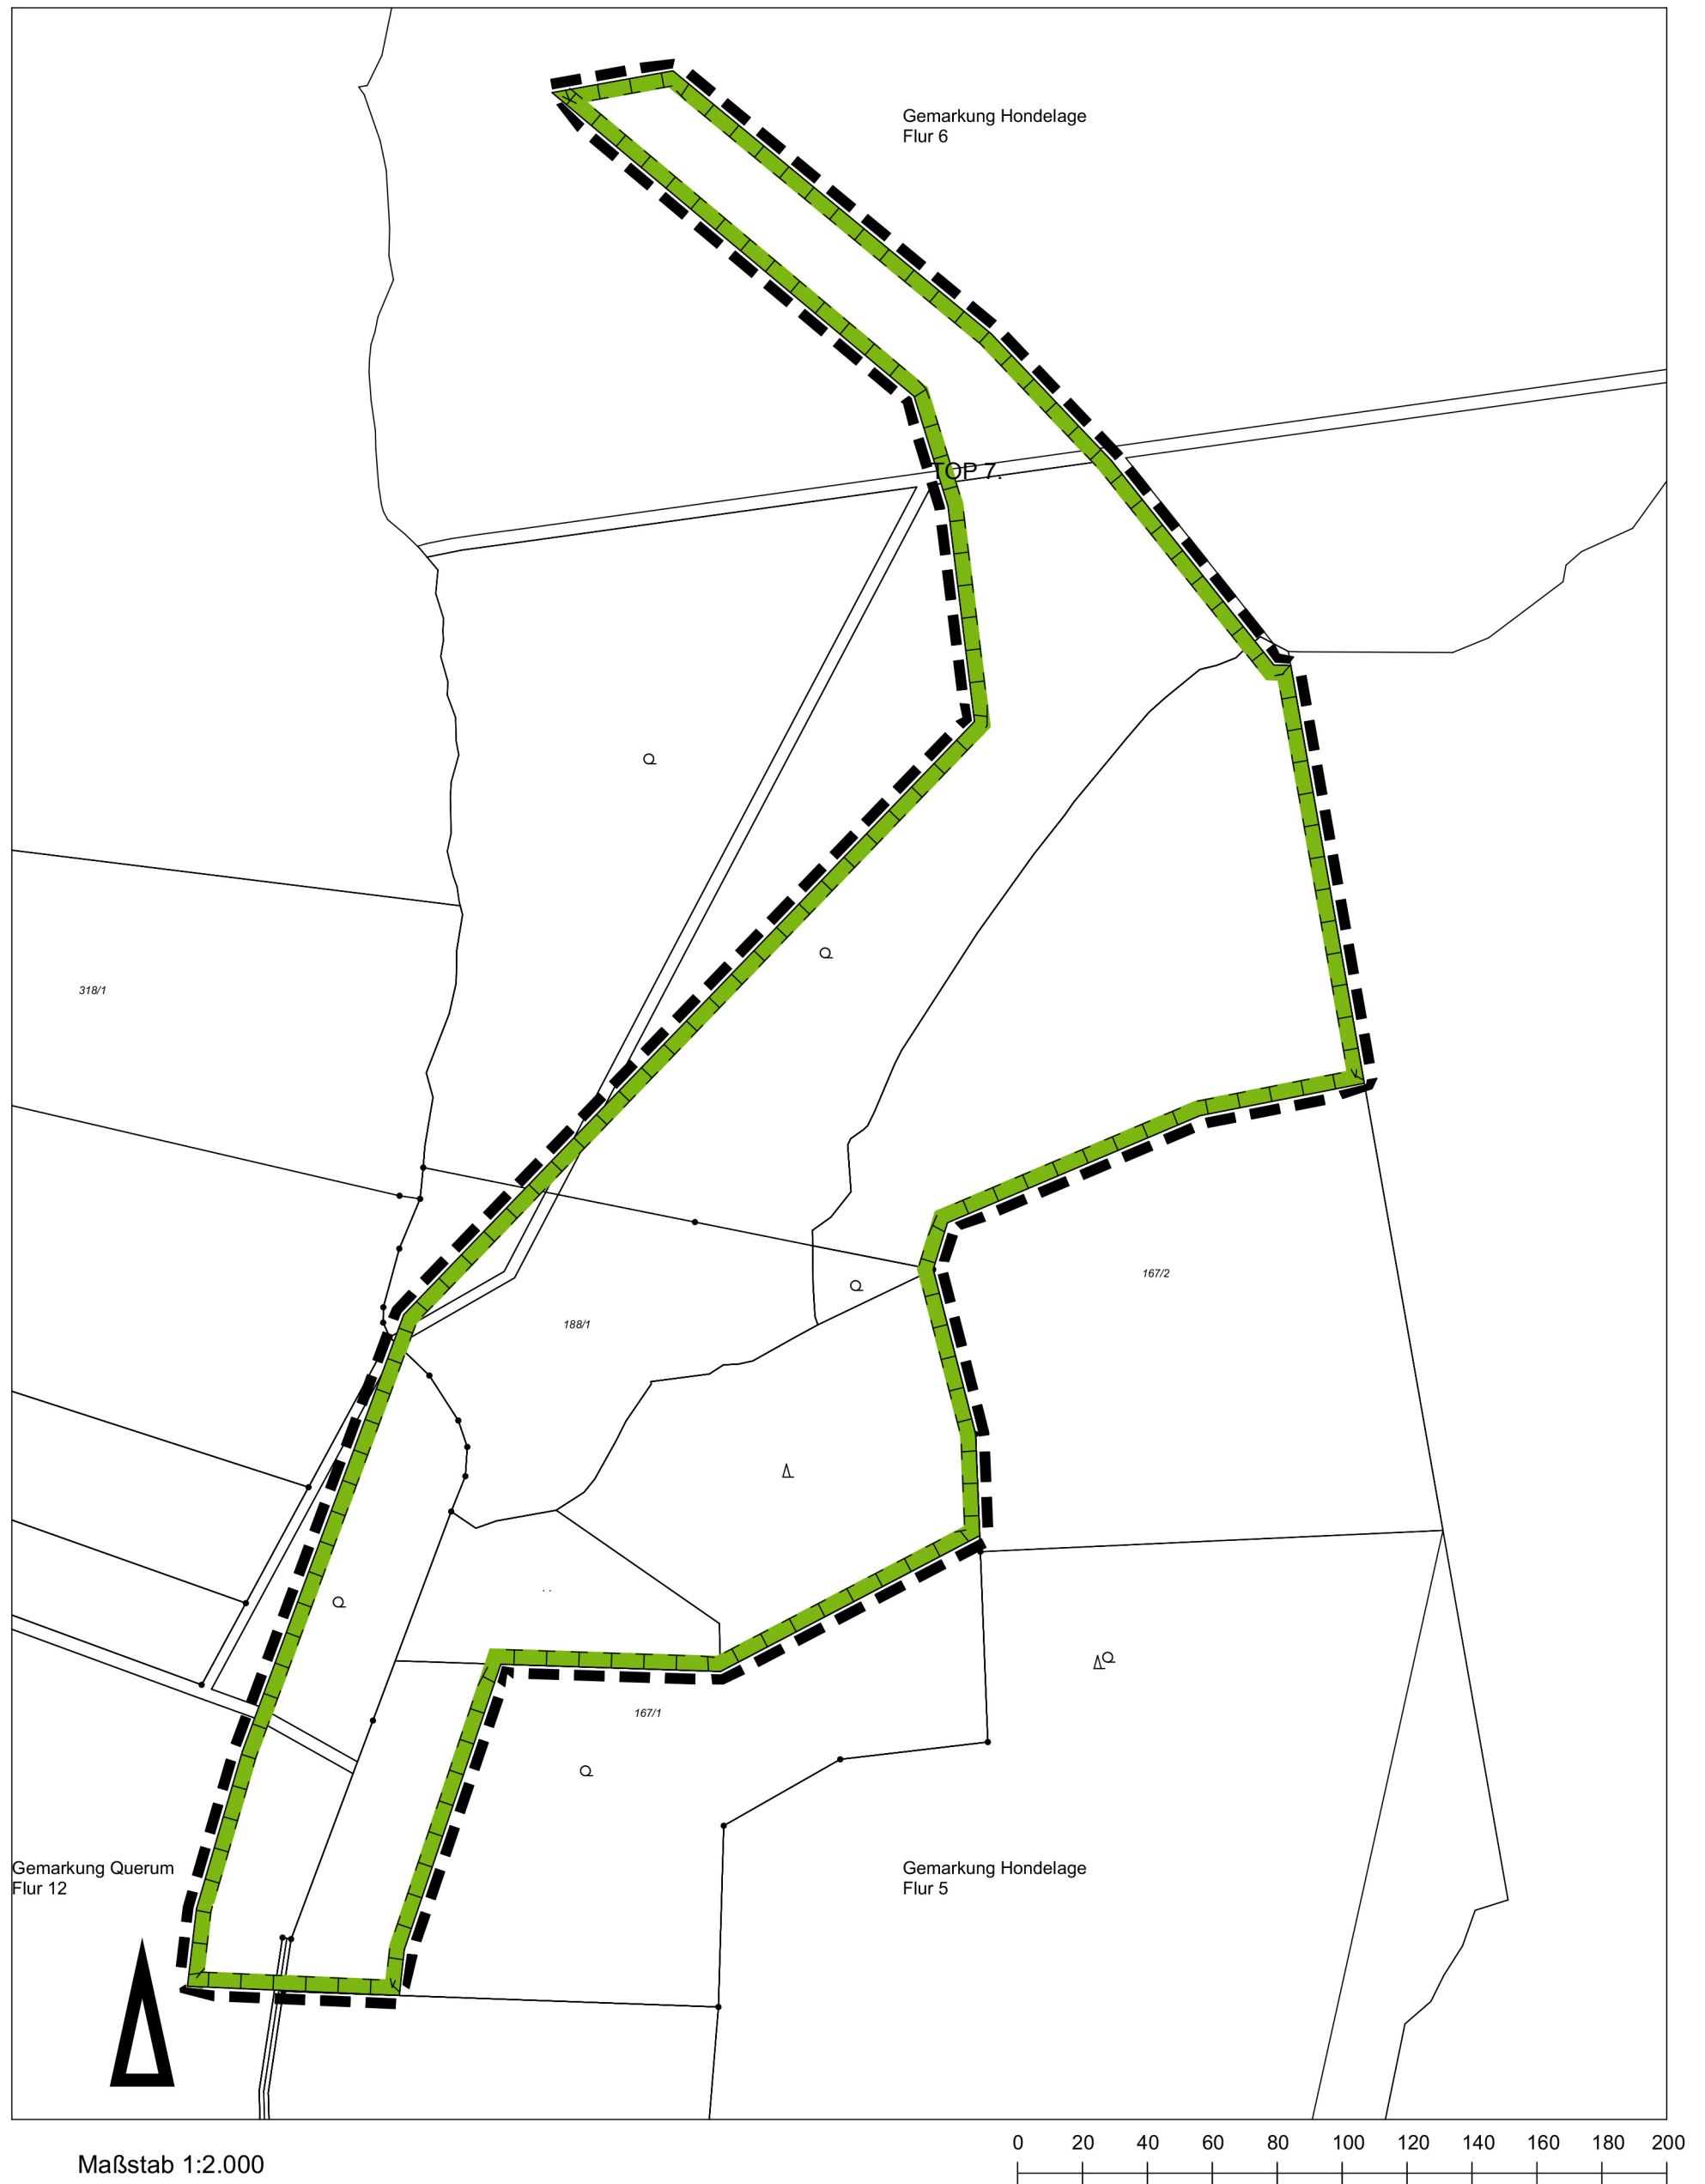 Gemarkung Hondelage
Flur 6
TOP 7.
318/1
167/2
188/1
167/1
Gemarkung Querum
Flur 12
Gemarkung Hondelage
Flur 5
Maßstab 1:2.000
0 20 40 60 80 100 120 140 160 180 200